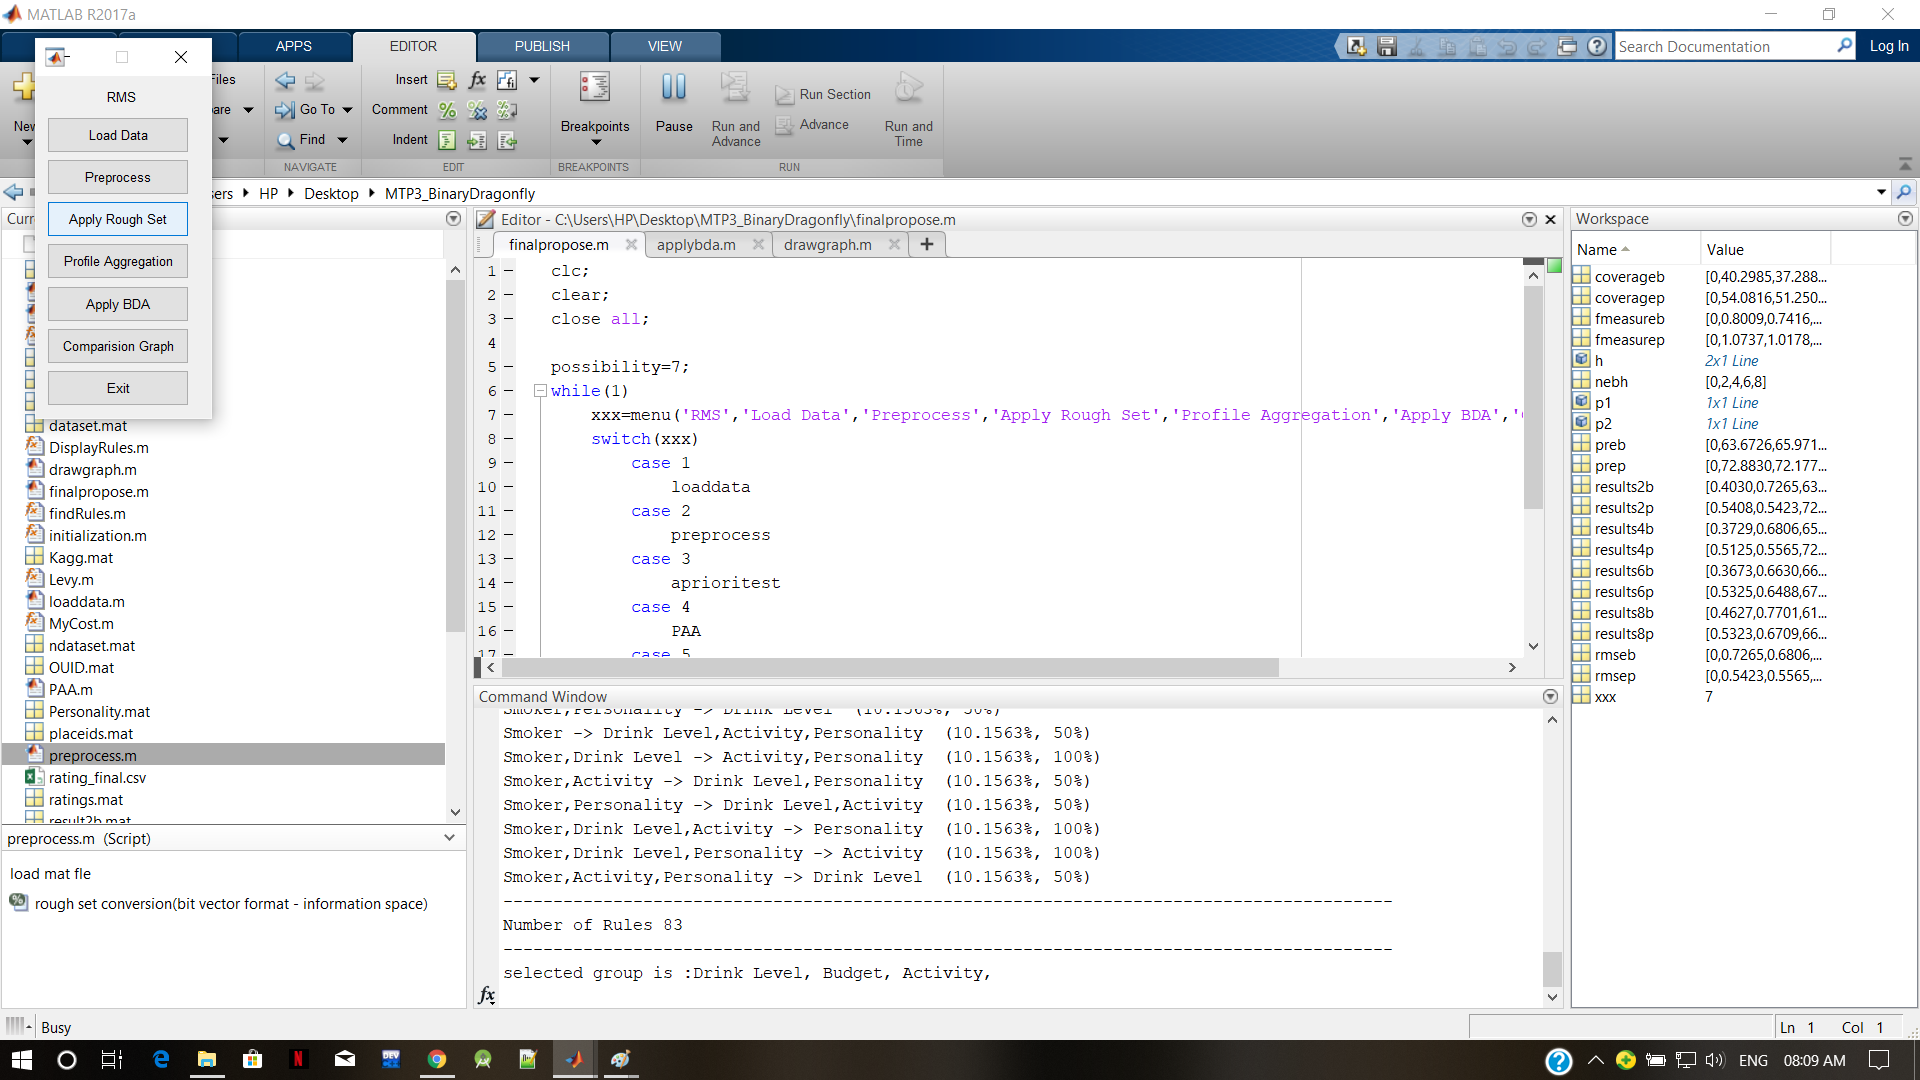 MATLAB R2017a
APPS
EDITOR
PUBLISH
VIEW
Search Documentation
Log In
RMS
Load Data
Preprocess
Apply Rough Set
Profile Aggregation
Apply BDA
Comparision Graph
Exit
New
Files
Insert
Comment
Indent
Go To
Find
Breakpoints
Pause
Run and Advance
Run Section
Advance
Run and Time
NAVIGATE
EDIT
BREAKPOINTS
RUN
HP
Desktop
MTP3_BinaryDragonfly
dataset.mat
DisplayRules.m
drawgraph.m
finalpropose.m
findRules.m
initialization.m
Kagg.mat
Levy.m
loaddata.m
MyCost.m
ndataset.mat
OUID.mat
PAA.m
Personality.mat
placeids.mat
preprocess.m
rating_final.csv
ratings.mat
result2b.mat
preprocess.m (Script)
load mat fle
rough set conversion(bit vector format - information space)
Editor - C:\Users\HP\Desktop\MTP3_BinaryDragonfly\finalpropose.m
finalpropose.m
applybda.m
drawgraph.m
1 clc;
2 clear;
3 close all;
4
5 possibility=7;
6 while(1)
7 xxx=menu('RMS','Load Data','Preprocess','Apply Rough Set','Profile Aggregation','Apply BDA','
8 switch(xxx)
9 case 1
10 loaddata
11 case 2
12 preprocess
13 case 3
14 aprioritest
15 case 4
16 PAA
17 case 5
Command Window
Smoker,Personality -> Drink Level (10.1563%, 50%)
Smoker -> Drink Level,Activity,Personality (10.1563%, 50%)
Smoker,Drink Level -> Activity,Personality (10.1563%, 100%)
Smoker,Activity -> Drink Level,Personality (10.1563%, 50%)
Smoker,Personality -> Drink Level,Activity (10.1563%, 50%)
Smoker,Drink Level,Activity -> Personality (10.1563%, 100%)
Smoker,Drink Level,Personality -> Activity (10.1563%, 100%)
Smoker,Activity,Personality -> Drink Level (10.1563%, 50%)
Number of Rules 83
selected group is :Drink Level, Budget, Activity,
fx
Workspace
Name Value
coverageb [0,40.2985,37.288...
coveragep [0,54.0816,51.250...
fmeasureb [0,0.8009,0.7416,...
fmeasurep [0,1.0737,1.0178,...
h 2x1 Line
nebh [0,2,4,6,8]
p1 1x1 Line
p2 1x1 Line
preb [0,63.6726,65.971...
prep [0,72.8830,72.177...
results2b [0.4030,0.7265,63...
results2p [0.5408,0.5423,72...
results4b [0.3729,0.6806,65...
results4p [0.5125,0.5565,72...
results6b [0.3673,0.6630,66...
results6p [0.5325,0.6488,67...
results8b [0.4627,0.7701,61...
results8p [0.5323,0.6709,66...
rmseb [0,0.7265,0.6806,...
rmsep [0,0.5423,0.5565,...
xxx 7
Busy
Ln 1 Col 1
ENG
08:09 AM